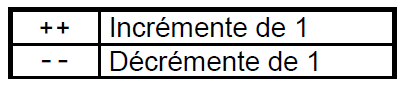 ++ Incrémente de 1
-- Décrémente de 1